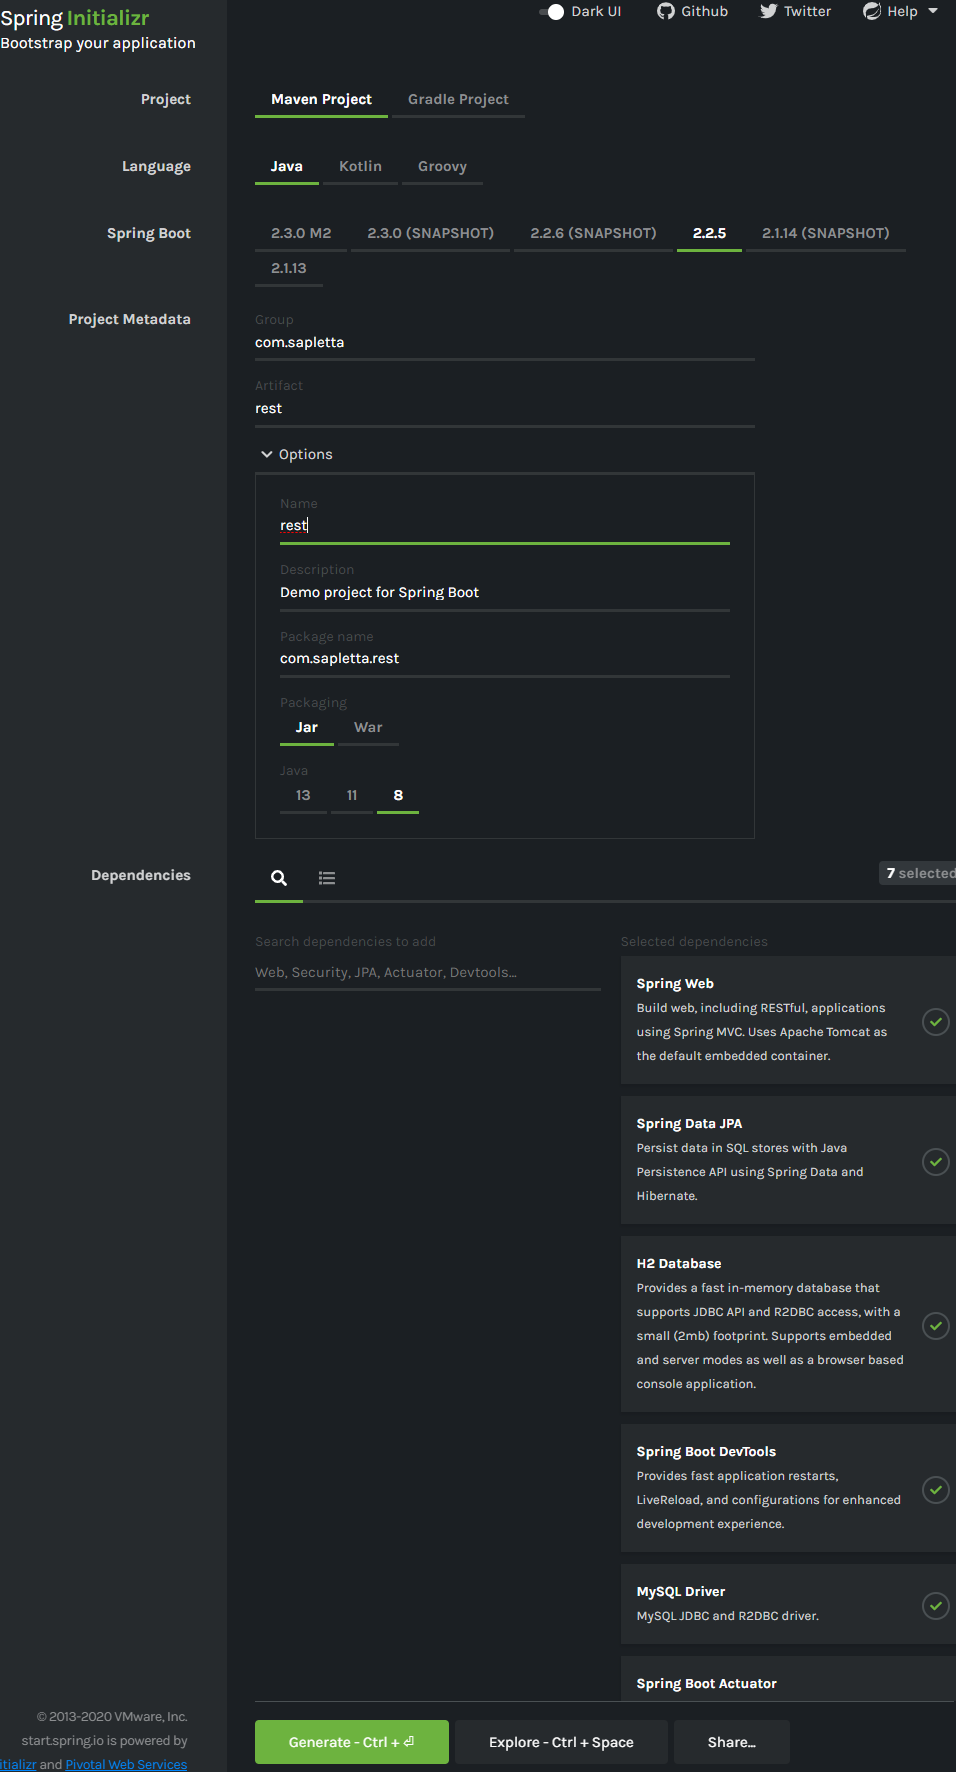 Spring Initializr
Bootstrap your application
Dark UI
Github
Twitter
Help
Project
Maven Project
Gradle Project
Language
Java
Kotlin
Groovy
Spring Boot
2.3.0 M2
2.3.0 (SNAPSHOT)
2.2.6 (SNAPSHOT)
2.2.5
2.1.14 (SNAPSHOT)
2.1.13
Project Metadata
Group
com.sapletta
Artifact
rest
Options
Name
rest
Description
Demo project for Spring Boot
Package name
com.sapletta.rest
Packaging
Jar
War
Java
13
11
8
Dependencies
7 selected
Search dependencies to add
Web, Security, JPA, Actuator, Devtools...
Selected dependencies
Spring Web
Build web, including RESTful, applications
using Spring MVC. Uses Apache Tomcat as
the default embedded container.
Spring Data JPA
Persist data in SQL stores with Java
Persistence API using Spring Data and
Hibernate.
H2 Database
Provides a fast in-memory database that
supports JDBC API and R2DBC access, with a
small (2mb) footprint. Supports embedded
and server modes as well as a browser based
console application.
Spring Boot DevTools
Provides fast application restarts,
LiveReload, and configurations for enhanced
development experience.
MySQL Driver
MySQL JDBC and R2DBC driver.
Spring Boot Actuator
© 2013-2020 VMware, Inc.
start.spring.io is powered by
itializr and Pivotal Web Services
Generate - Ctrl + ⏎
Explore - Ctrl + Space
Share...